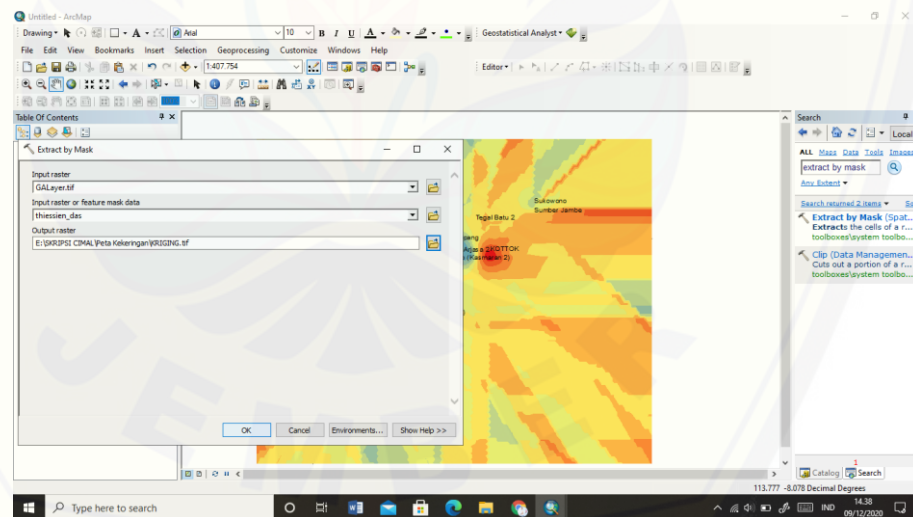 Untitled - ArcMap
Drawing
Arial
10
B I U A
Geostatistical Analyst
File Edit View Bookmarks Insert Selection Geoprocessing Customize Windows Help
1:407.754
Editor
Table Of Contents
Search
Extract by Mask
Local
ALL Maps Data Tools Images
Input raster
extract by mask
GALayer.tif
Any Extent
Input raster or feature mask data
thiessien_das
Search returned 2 items
Output raster
Extract by Mask (Spat...
E:\SKRIPSI CIMAL\Peta Kekeringan\KRIGING.tif
Extracts the cells of a r...
toolboxes\system toolbo...
Clip (Data Managemen...
Cuts out a portion of a r...
toolboxes\system toolbo...
Sukowono
Sumber Jambe
Tegal Batu 2
KOTTOK
OK Cancel Environments... Show Help >>
JEMBER
1
Catalog Search
113.777 -8.078 Decimal Degrees
Type here to search
IND
14.38
09/12/2020